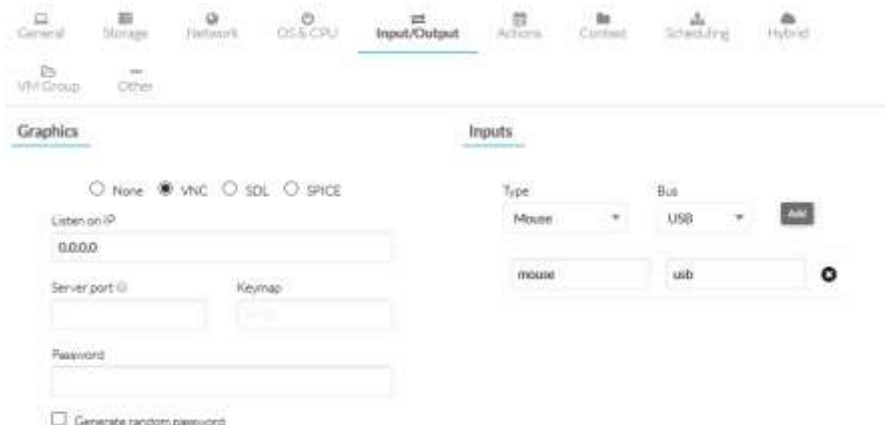 General Storage Network OS & CPU Input/Output Actions Context Scheduling Hybrid
VM Group Other
Graphics Inputs
None VNC SDL SPICE
Type Bus
Listen on IP
Mouse USB Add
0.0.0.0
mouse usb
Server port Keymap
Password
Generate random password